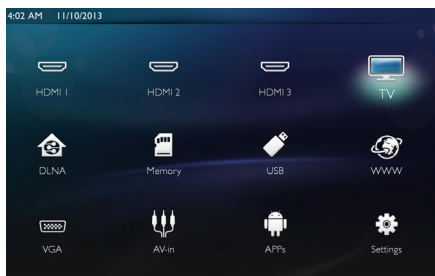 4:02 AM 11/10/2013
HDMI 1 HDMI 2 HDMI 3 TV
DLNA Memory USB WWW
VGA AV-in APPs Settings